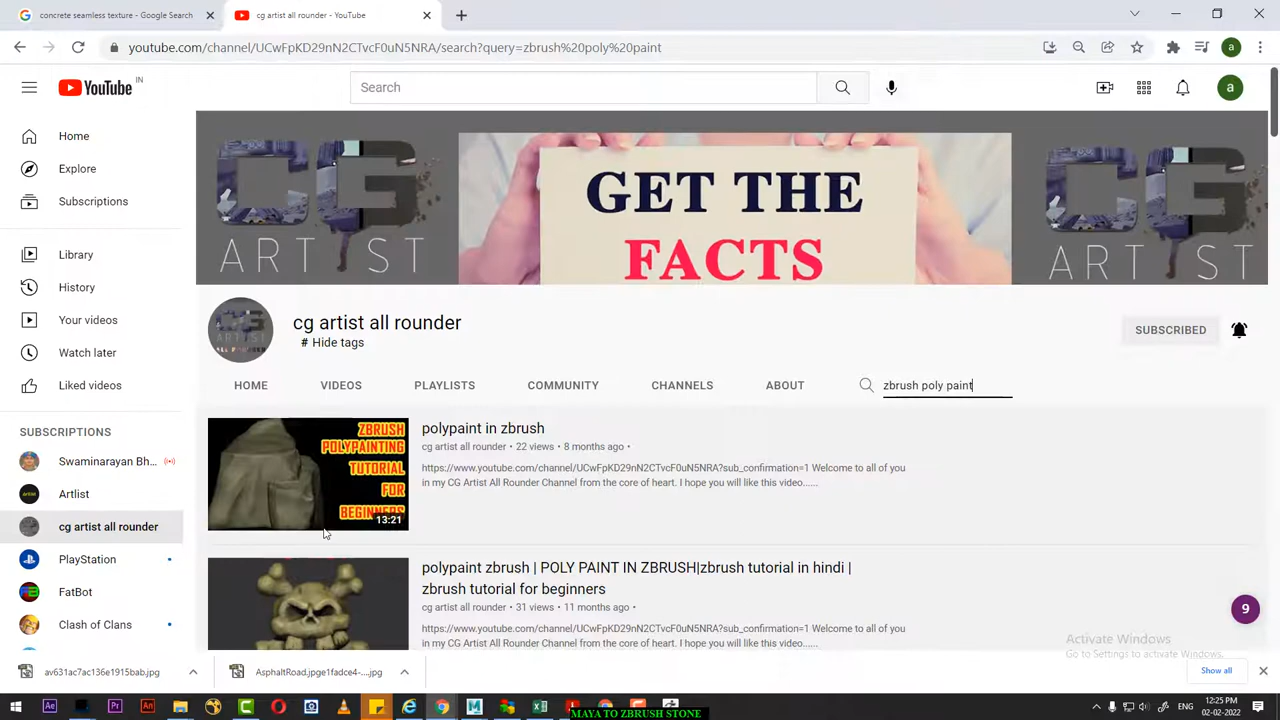 concrete seamless texture - Google Search
cg artist all rounder - YouTube
youtube.com/channel/UCwFpKD29nN2CTvcF0uN5NRA/search?query=zbrush%20poly%20paint
a
YouTube IN
Search
a
Home
Explore
Subscriptions
Library
History
Your videos
Watch later
Liked videos
SUBSCRIPTIONS
Swaminarayan Bh...
Artlist
cg artist all rounder
PlayStation
FatBot
Clash of Clans
CG
ARTIST
GET THE
FACTS
CG
ARTIST
cg artist all rounder
# Hide tags
SUBSCRIBED
HOME VIDEOS PLAYLISTS COMMUNITY CHANNELS ABOUT zbrush poly paint
ZBRUSH
POLYPAINTING
TUTORIAL
FOR
BEGINNERS
13:21
polypaint in zbrush
cg artist all rounder • 22 views • 8 months ago •
https://www.youtube.com/channel/UCwFpKD29nN2CTvcF0uN5NRA?sub_confirmation=1 Welcome to all of you
in my CG Artist All Rounder Channel from the core of heart. I hope you will like this video......
polypaint zbrush | POLY PAINT IN ZBRUSH|zbrush tutorial in hindi |
zbrush tutorial for beginners
cg artist all rounder • 31 views • 11 months ago •
https://www.youtube.com/channel/UCwFpKD29nN2CTvcF0uN5NRA?sub_confirmation=1 Welcome to all of you
in my CG Artist All Rounder Channel from the core of heart. I hope you will like this video......
9
Activate Windows
Go to Settings to activate Windows.
av631ac7ac136e1915bab.jpg
AsphaltRoad.jpge1fadce4-....jpg
Show all
Ae
Pr
An
MAYA TO ZBRUSH STONE
12:25 PM
02-02-2022